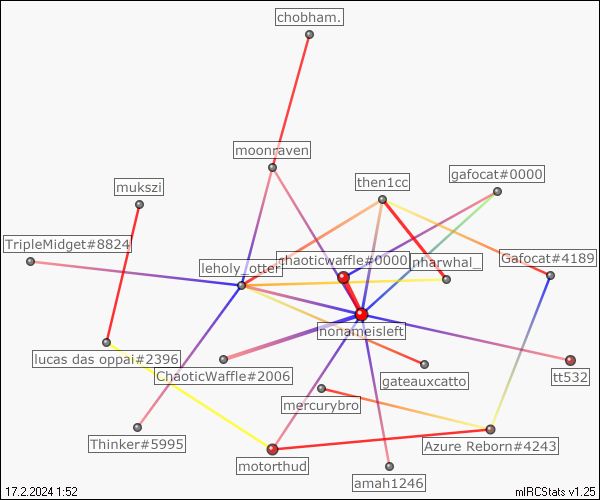 chobham.
moonraven
gafocat#0000
then1cc
mukszi
TripleMidget#8824
chaoticwaffle#0000
Gafocat#4189
leholy_otter
nharwhal_
nonameisleft
lucas das oppai#2396
ChaoticWaffle#2006
gateauxcatto
tt532
mercurybro
Thinker#5995
Azure Reborn#4243
motorthud
amah1246
17.2.2024 1:52
mIRCStats v1.25